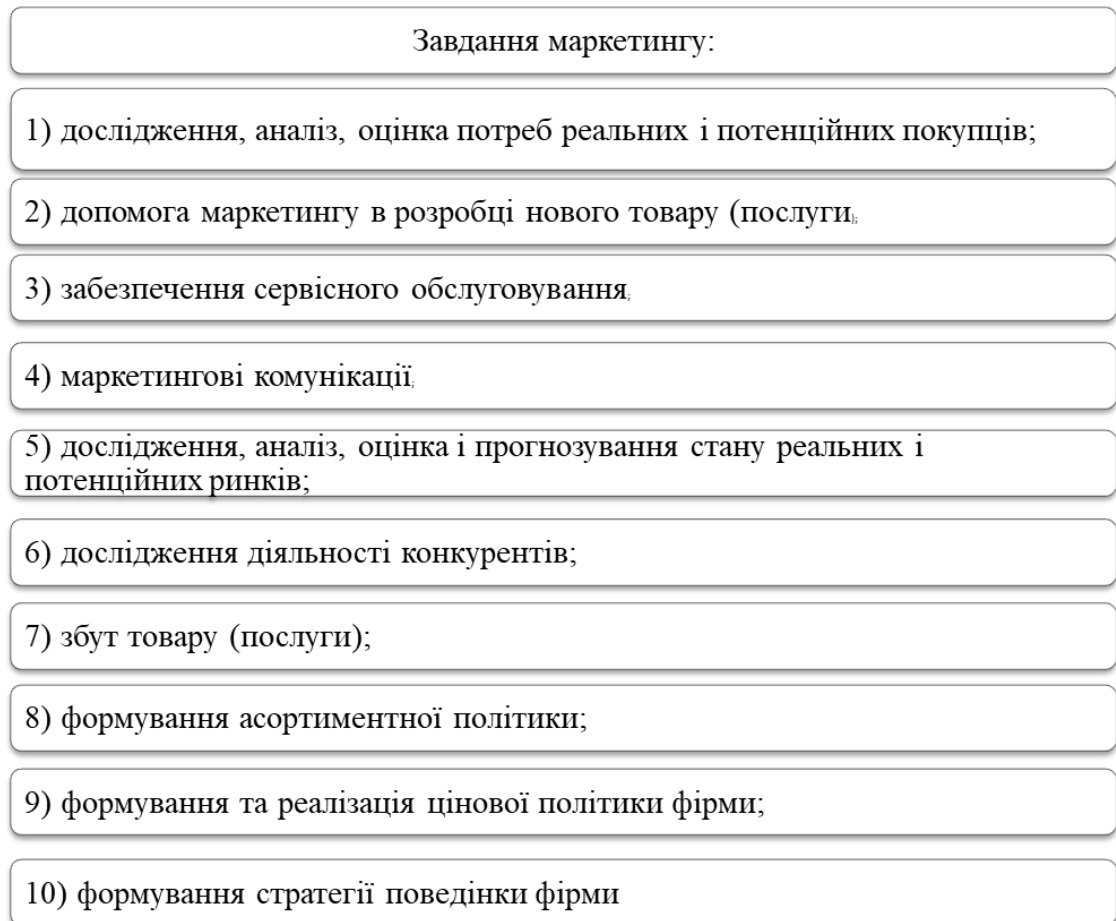 Завдання маркетингу:
1) дослідження, аналіз, оцінка потреб реальних і потенційних покупців;
2) допомога маркетингу в розробці нового товару (послуги);
3) забезпечення сервісного обслуговування;
4) маркетингові комунікації;
5) дослідження, аналіз, оцінка і прогнозування стану реальних і
потенційних ринків;
6) дослідження діяльності конкурентів;
7) збут товару (послуги);
8) формування асортиментної політики;
9) формування та реалізація цінової політики фірми;
10) формування стратегії поведінки фірми